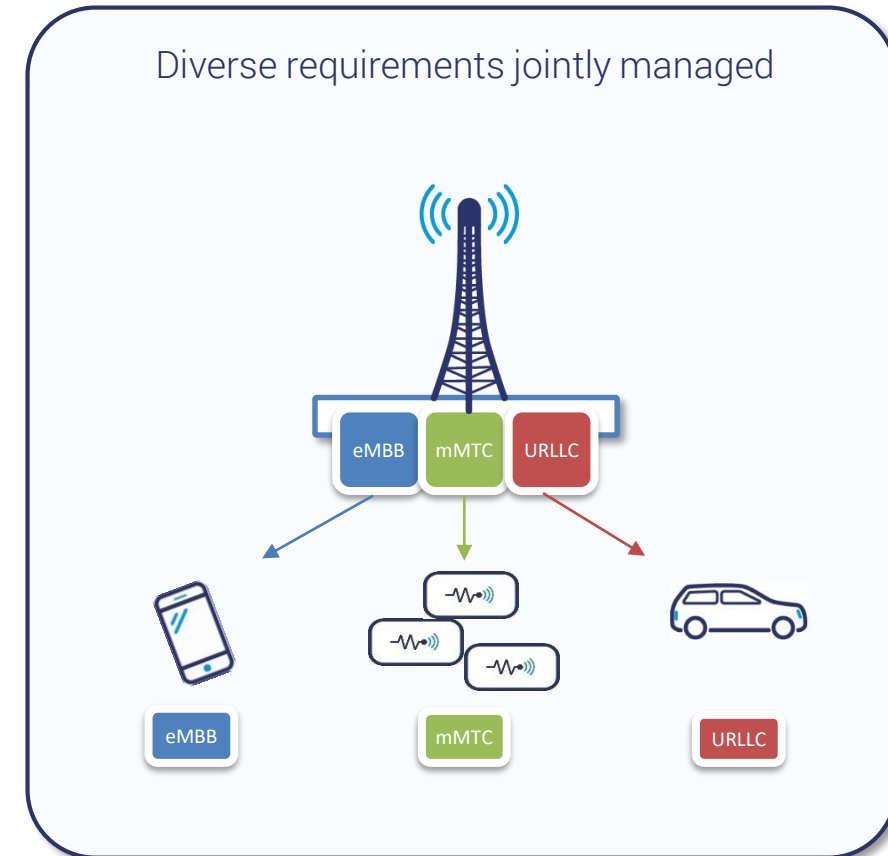 Diverse requirements jointly managed
eMBB
mMTC
URLLC
eMBB
mMTC
URLLC